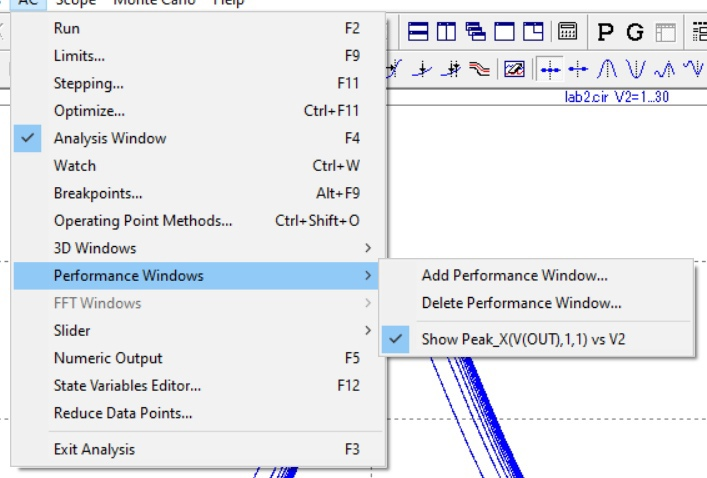 AC Scope Monte Carlo Help
Run F2
Limits... F9
Stepping... F11
Optimize... Ctrl+F11
Analysis Window F4
Watch Ctrl+W
Breakpoints... Alt+F9
Operating Point Methods... Ctrl+Shift+O
3D Windows
Performance Windows
FFT Windows
Slider
Numeric Output F5
State Variables Editor... F12
Reduce Data Points...
Exit Analysis F3
Add Performance Window...
Delete Performance Window...
Show Peak_X(V(OUT),1,1) vs V2
P G
lab2.cir V2=1...30